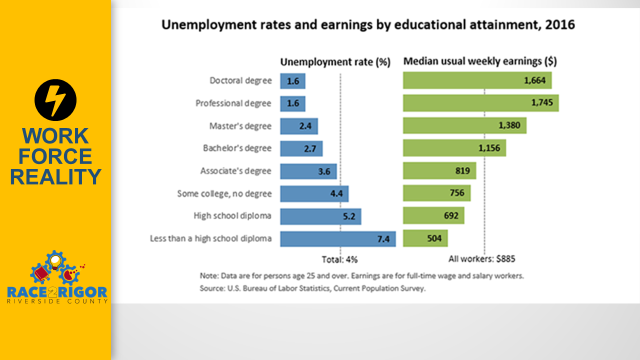 Unemployment rates and earnings by educational attainment, 2016
Unemployment rate (%) Median usual weekly earnings ($)
Doctoral degree 1.6 1,664
Professional degree 1.6 1,745
Master's degree 2.4 1,380
Bachelor's degree 2.7 1,156
Associate's degree 3.6 819
Some college, no degree 4.4 756
High school diploma 5.2 692
Less than a high school diploma 7.4 504
Total: 4% All workers: $885
Note: Data are for persons age 25 and over. Earnings are for full-time wage and salary workers.
Source: U.S. Bureau of Labor Statistics, Current Population Survey.
WORK
FORCE
REALITY
RACE2RIGOR
RIVERSIDE COUNTY